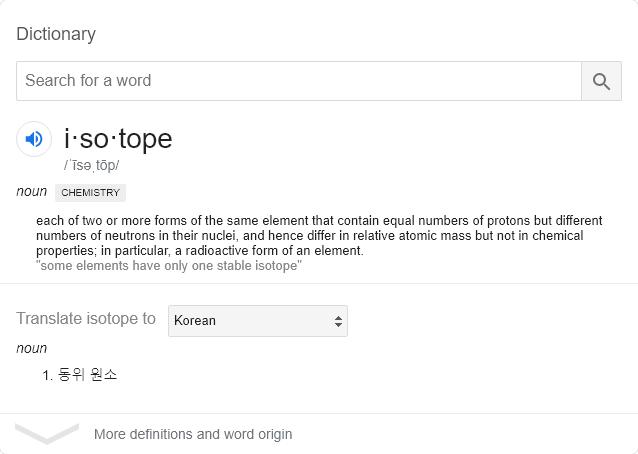 Dictionary
Search for a word
i·so·tope
/ˈīsəˌtōp/
noun CHEMISTRY
each of two or more forms of the same element that contain equal numbers of protons but different
numbers of neutrons in their nuclei, and hence differ in relative atomic mass but not in chemical
properties; in particular, a radioactive form of an element.
"some elements have only one stable isotope"
Translate isotope to Korean
noun
1. 동위 원소
More definitions and word origin